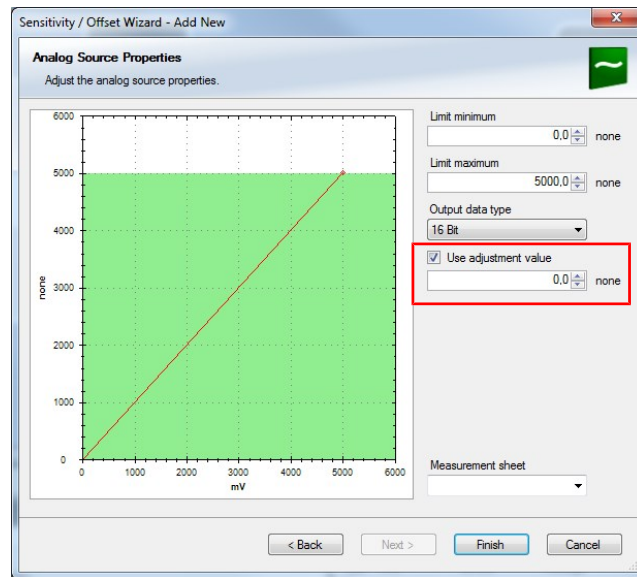 Sensitivity / Offset Wizard - Add New
Analog Source Properties
Adjust the analog source properties.
6000
5000
4000
3000
2000
1000
0
none
0 1000 2000 3000 4000 5000 6000
mV
Limit minimum
0,0 none
Limit maximum
5000,0 none
Output data type
16 Bit
Use adjustment value
0,0 none
Measurement sheet
< Back Next > Finish Cancel